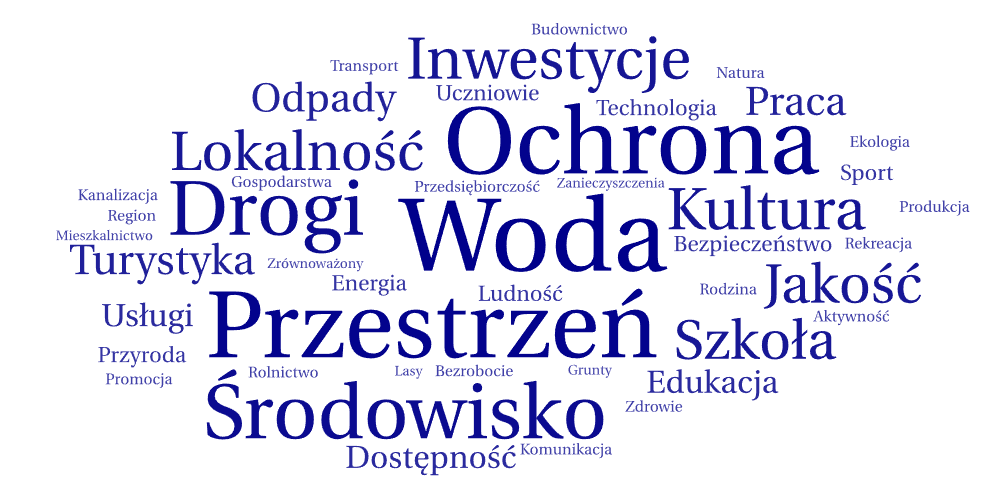 Budownictwo
Inwestycje
Transport
Natura
Odpady
Uczniowie
Technologia
Praca
Ochrona
Lokalność
Ekologia
Sport
Gospodarstwa
Przedsiębiorczość
Zanieczyszczenia
Kanalizacja
Drogi
Woda
Kultura
Produkcja
Region
Mieszkalnictwo
Bezpieczeństwo
Rekreacja
Turystyka
Zrównoważony
Energia
Ludność
Rodzina
Jakość
Usługi
Przestrzeń
Aktywność
Szkoła
Przyroda
Promocja
Rolnictwo
Lasy
Bezrobocie
Grunty
Edukacja
Środowisko
Zdrowie
Dostępność
Komunikacja